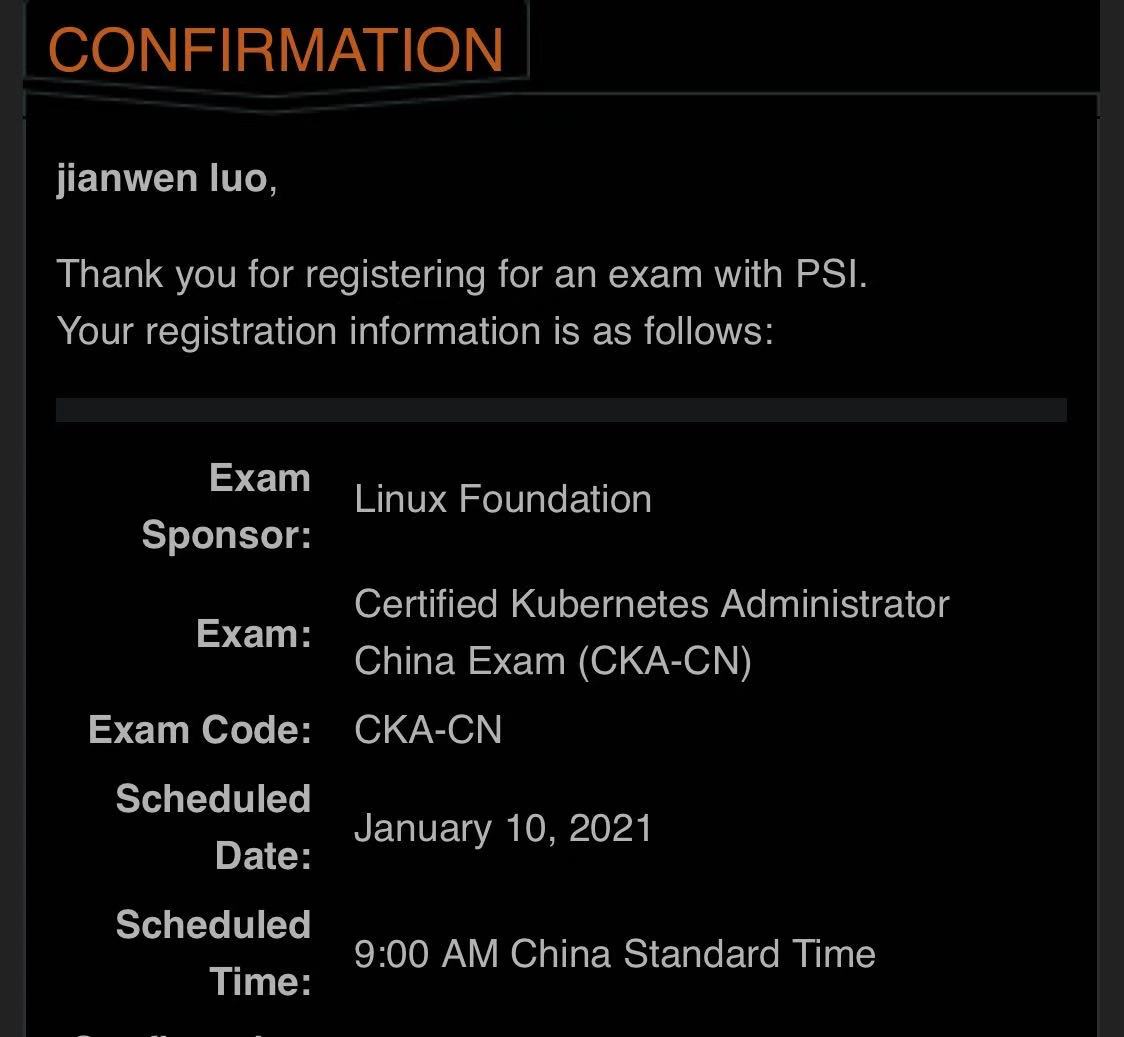 CONFIRMATION
jianwen luo,
Thank you for registering for an exam with PSI.
Your registration information is as follows:
Exam
Sponsor:
Linux Foundation
Exam:
Certified Kubernetes Administrator
China Exam (CKA-CN)
Exam Code:
CKA-CN
Scheduled
Date:
January 10, 2021
Scheduled
Time:
9:00 AM China Standard Time